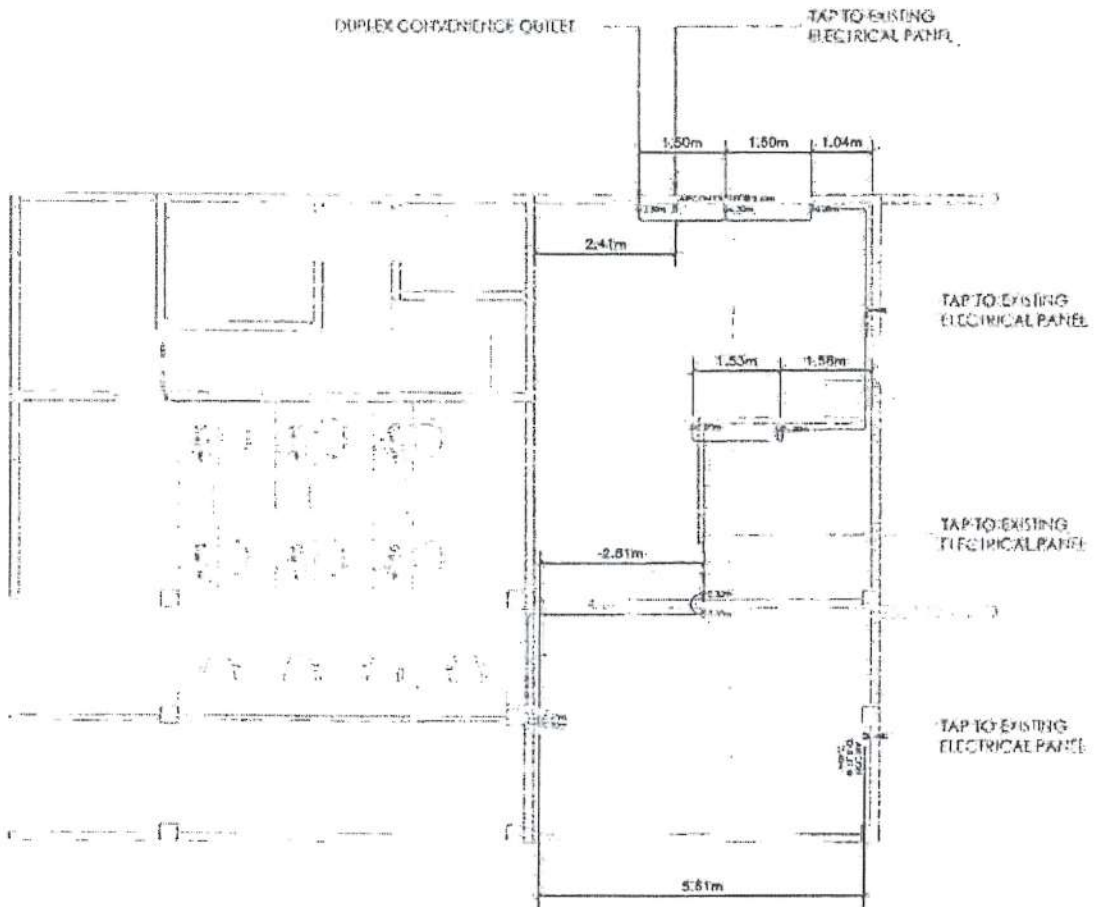 DUPLEX CONVENIENCE OUTLET
TAP TO EXISTING
ELECTRICAL PANEL
1.50m
1.50m
1.04m
2.41m
TAP TO EXISTING
ELECTRICAL PANEL
1.53m
1.58m
TAP TO EXISTING
ELECTRICAL PANEL
2.81m
TAP TO EXISTING
ELECTRICAL PANEL
5.61m